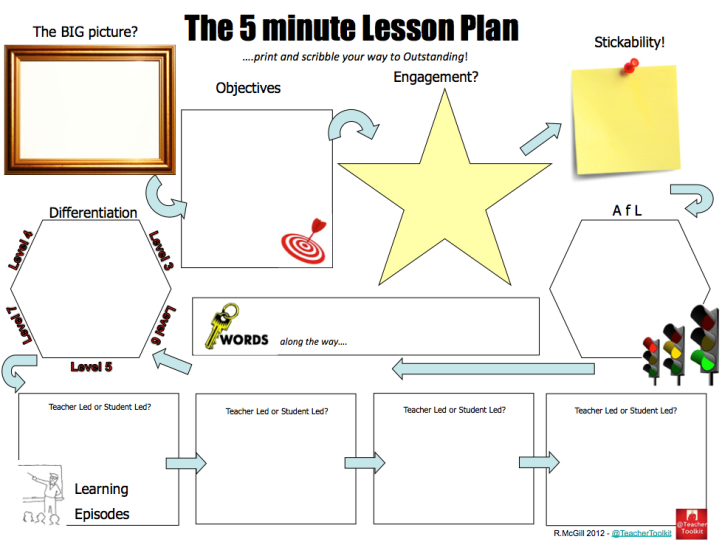 The 5 minute Lesson Plan
....print and scribble your way to Outstanding!
The BIG picture?
Objectives
Engagement?
Stickability!
Differentiation
Level 4
Level 3
Level 7
Level 6
Level 5
A f L
WORDS along the way....
Teacher Led or Student Led?
Teacher Led or Student Led?
Teacher Led or Student Led?
Teacher Led or Student Led?
Learning
Episodes
R.McGill 2012 - @TeacherToolkit
@Teacher
Toolkit